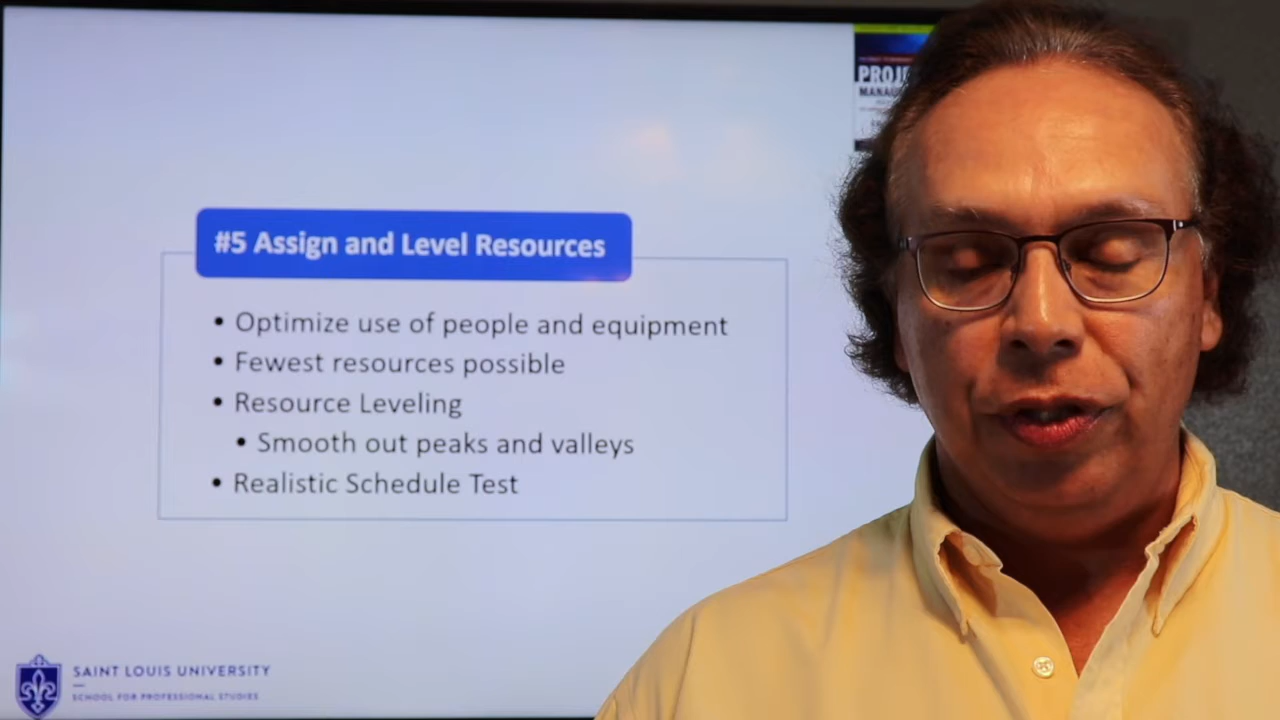 PROJ
#5 Assign and Level Resources
• Optimize use of people and equipment
• Fewest resources possible
• Resource Leveling
• Smooth out peaks and valleys
• Realistic Schedule Test
SAINT LOUIS UNIVERSITY
SCHOOL FOR PROFESSIONAL STUDIES